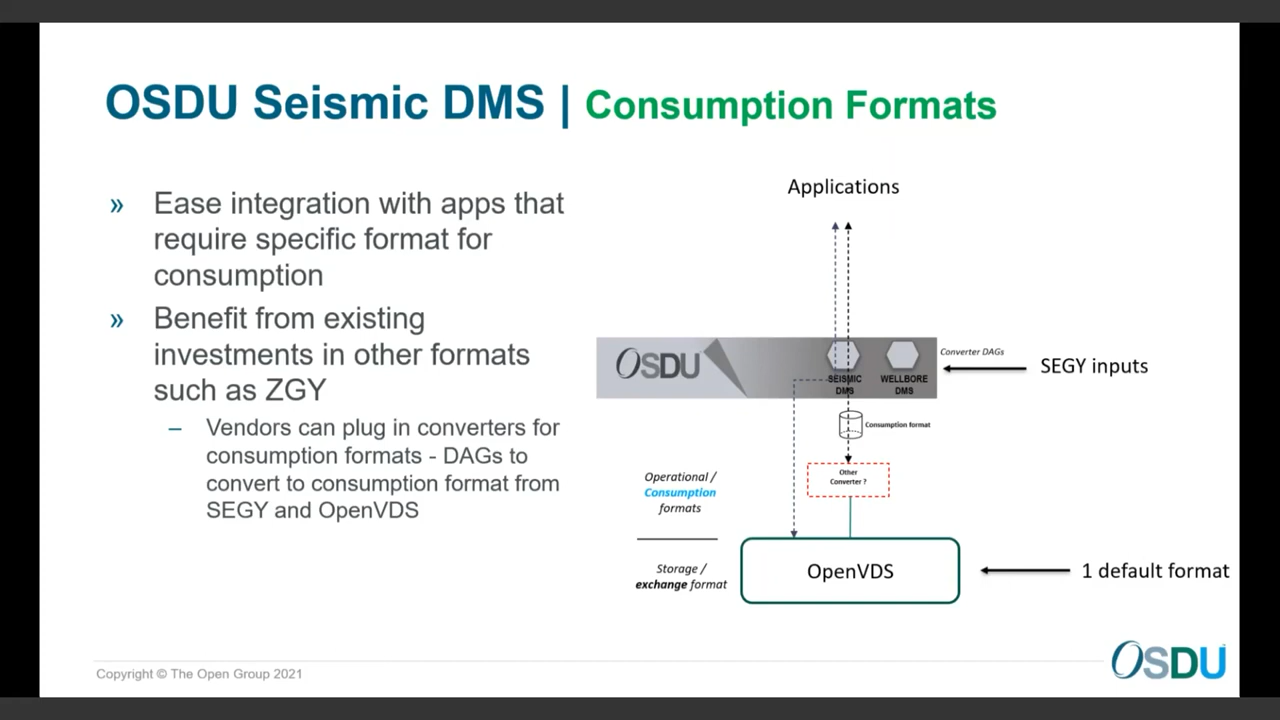 OSDU Seismic DMS | Consumption Formats
» Ease integration with apps that
require specific format for
consumption
» Benefit from existing
investments in other formats
such as ZGY
– Vendors can plug in converters for
consumption formats - DAGs to
convert to consumption format from
SEGY and OpenVDS
Applications
OSDU
SEISMIC
DMS
WELLBORE
DMS
Converter DAGs
SEGY inputs
Consumption format
Other
Converter ?
Operational /
Consumption
formats
Storage /
exchange format
OpenVDS
1 default format
Copyright © The Open Group 2021
OSDU